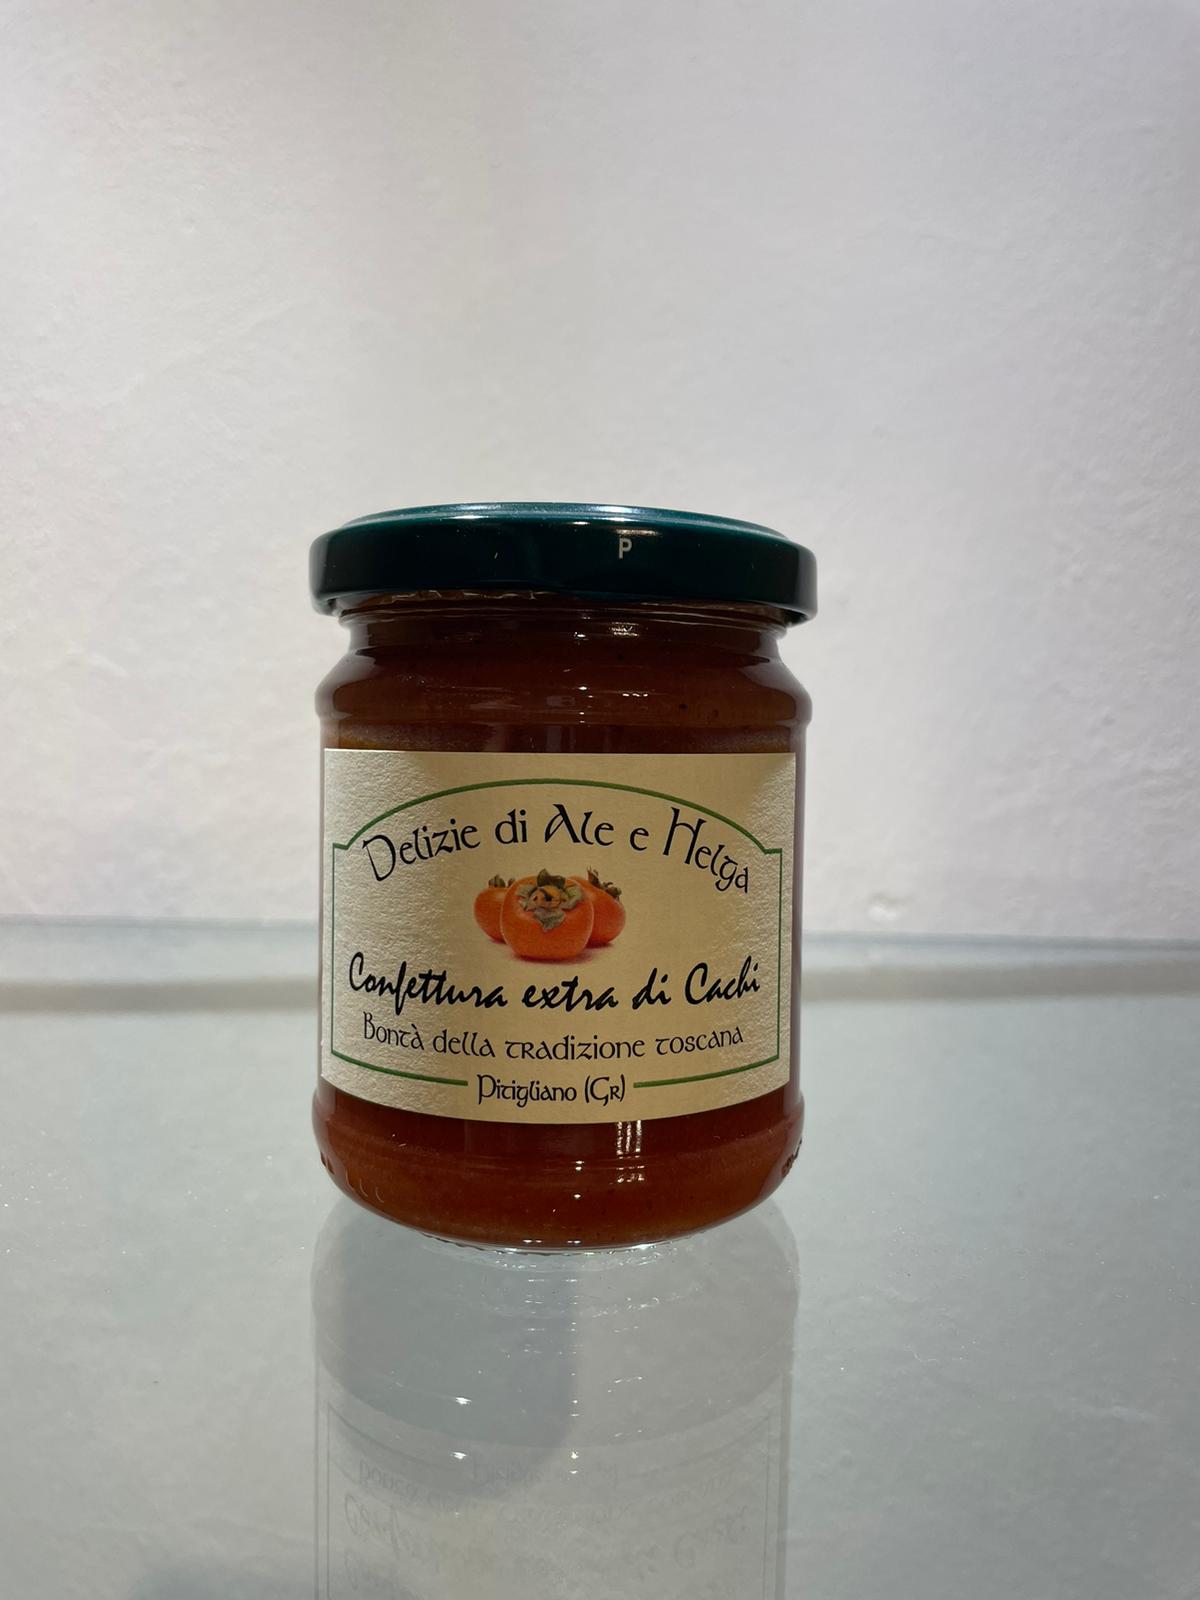 P
Delizie di Ale e Helga
Confettura extra di Cachi
Bontà della tradizione toscana
Pitigliano (Gr)